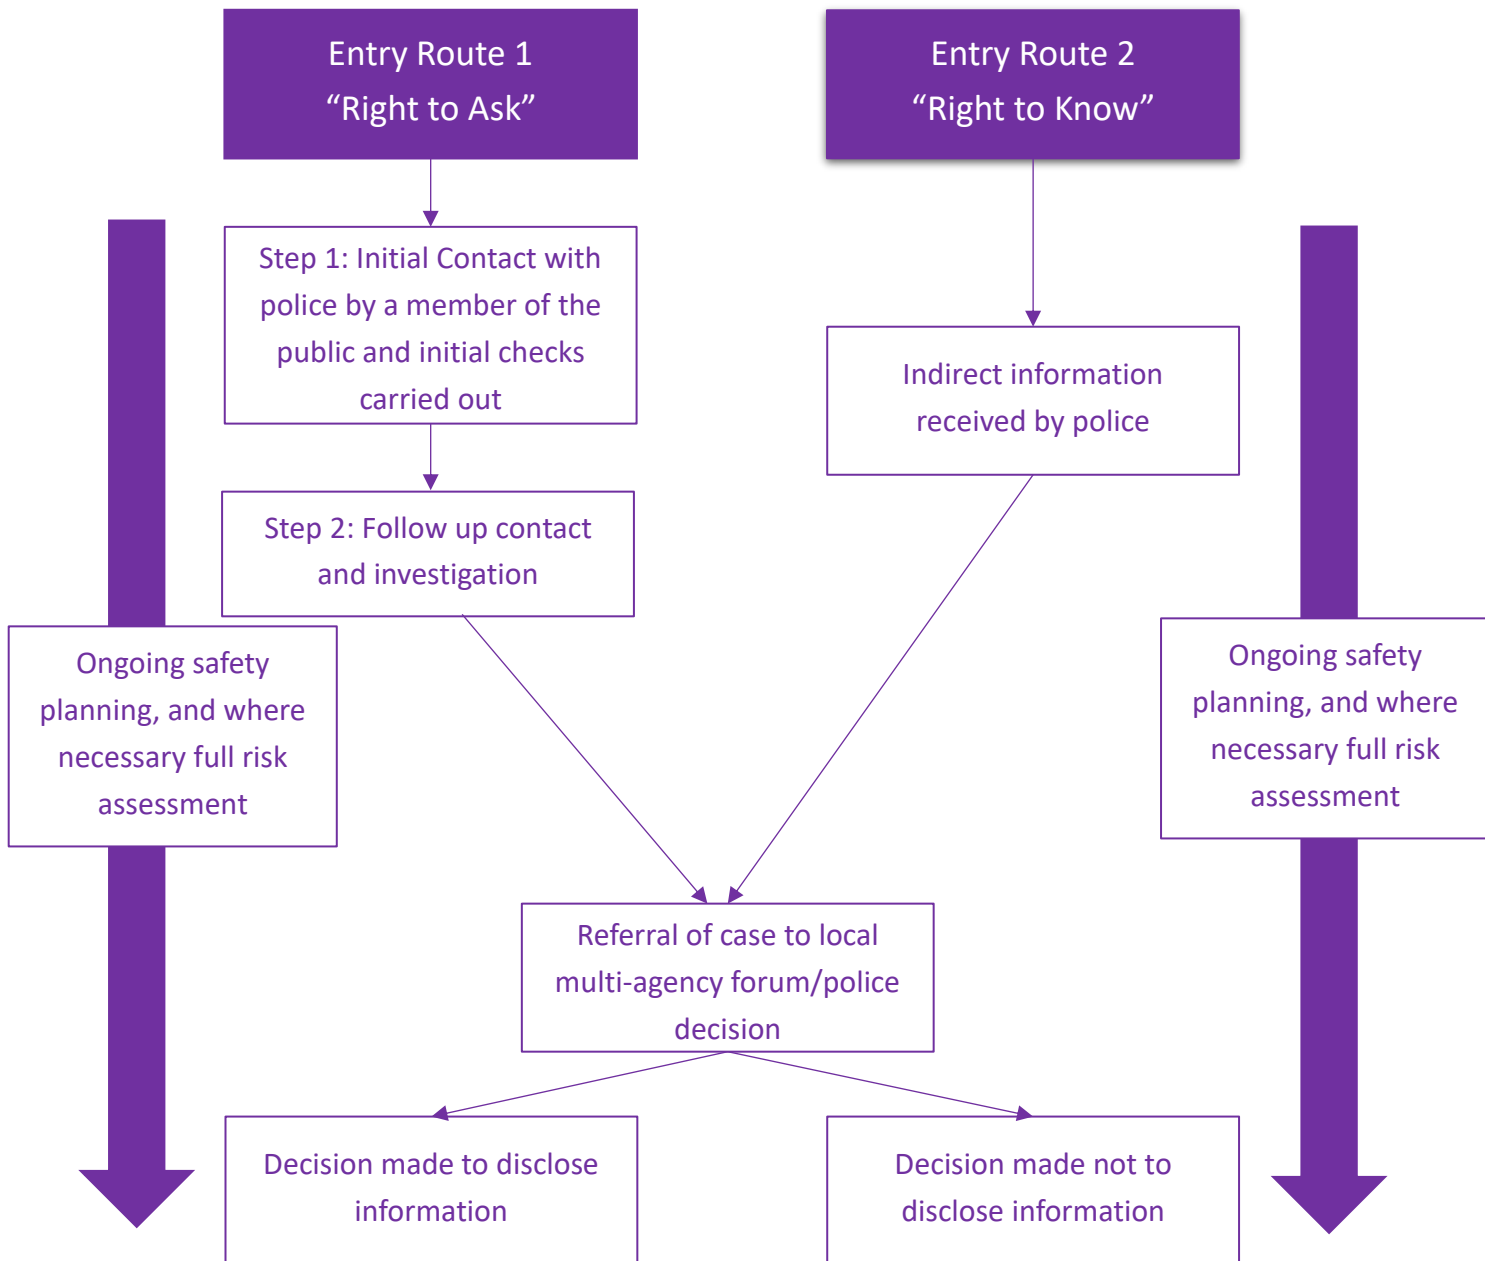 Entry Route 1
“Right to Ask”
Entry Route 2
“Right to Know”
Step 1: Initial Contact with
police by a member of the
public and initial checks
carried out
Indirect information
received by police
Step 2: Follow up contact
and investigation
Ongoing safety
planning, and where
necessary full risk
assessment
Ongoing safety
planning, and where
necessary full risk
assessment
Referral of case to local
multi-agency forum/police
decision
Decision made to disclose
information
Decision made not to
disclose information